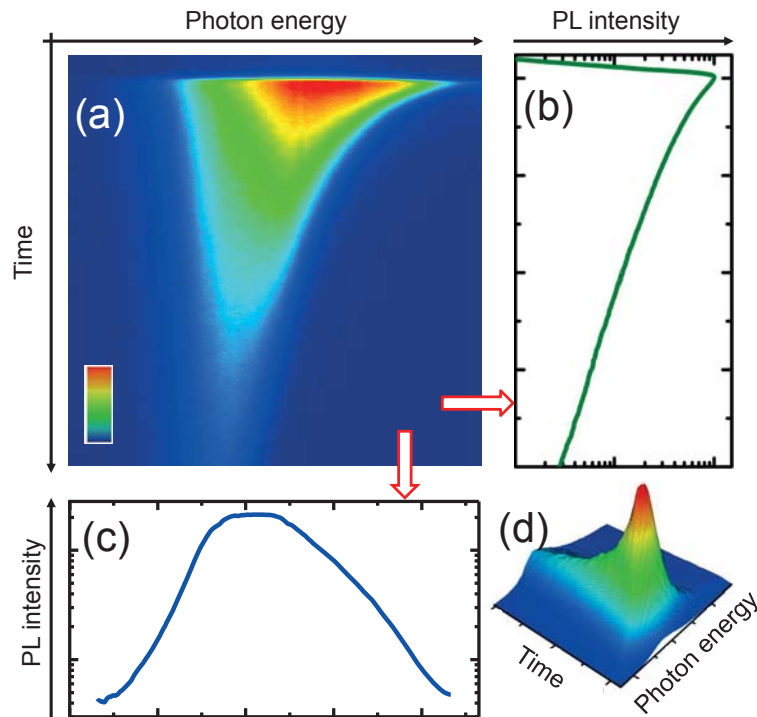 Photon energy
PL intensity
(a)
(b)
Time
(c)
(d)
PL intensity
Time
Photon energy